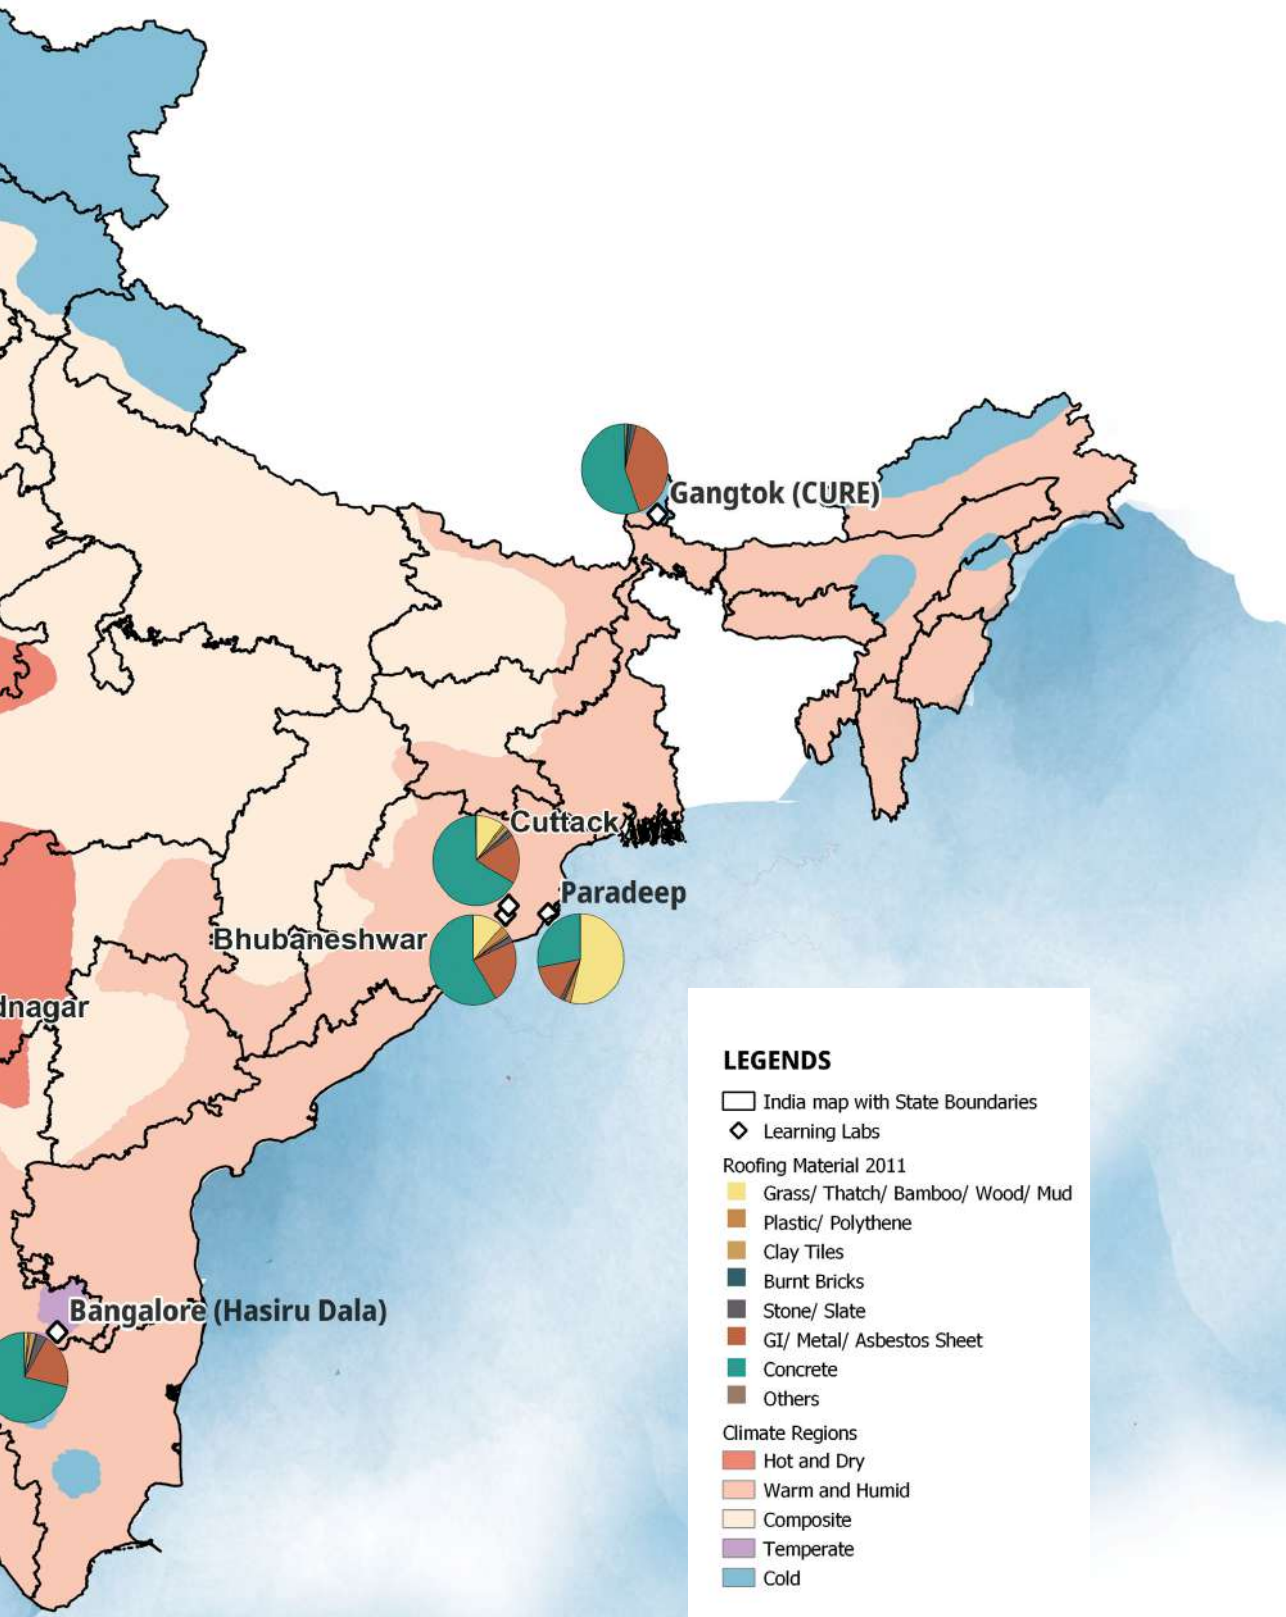 Gangtok (CURE)
Cuttack
Paradeep
Bhubaneshwar
dnagar
Bangalore (Hasiru Dala)
LEGENDS
India map with State Boundaries
Learning Labs
Roofing Material 2011
Grass/ Thatch/ Bamboo/ Wood/ Mud
Plastic/ Polythene
Clay Tiles
Burnt Bricks
Stone/ Slate
GI/ Metal/ Asbestos Sheet
Concrete
Others
Climate Regions
Hot and Dry
Warm and Humid
Composite
Temperate
Cold